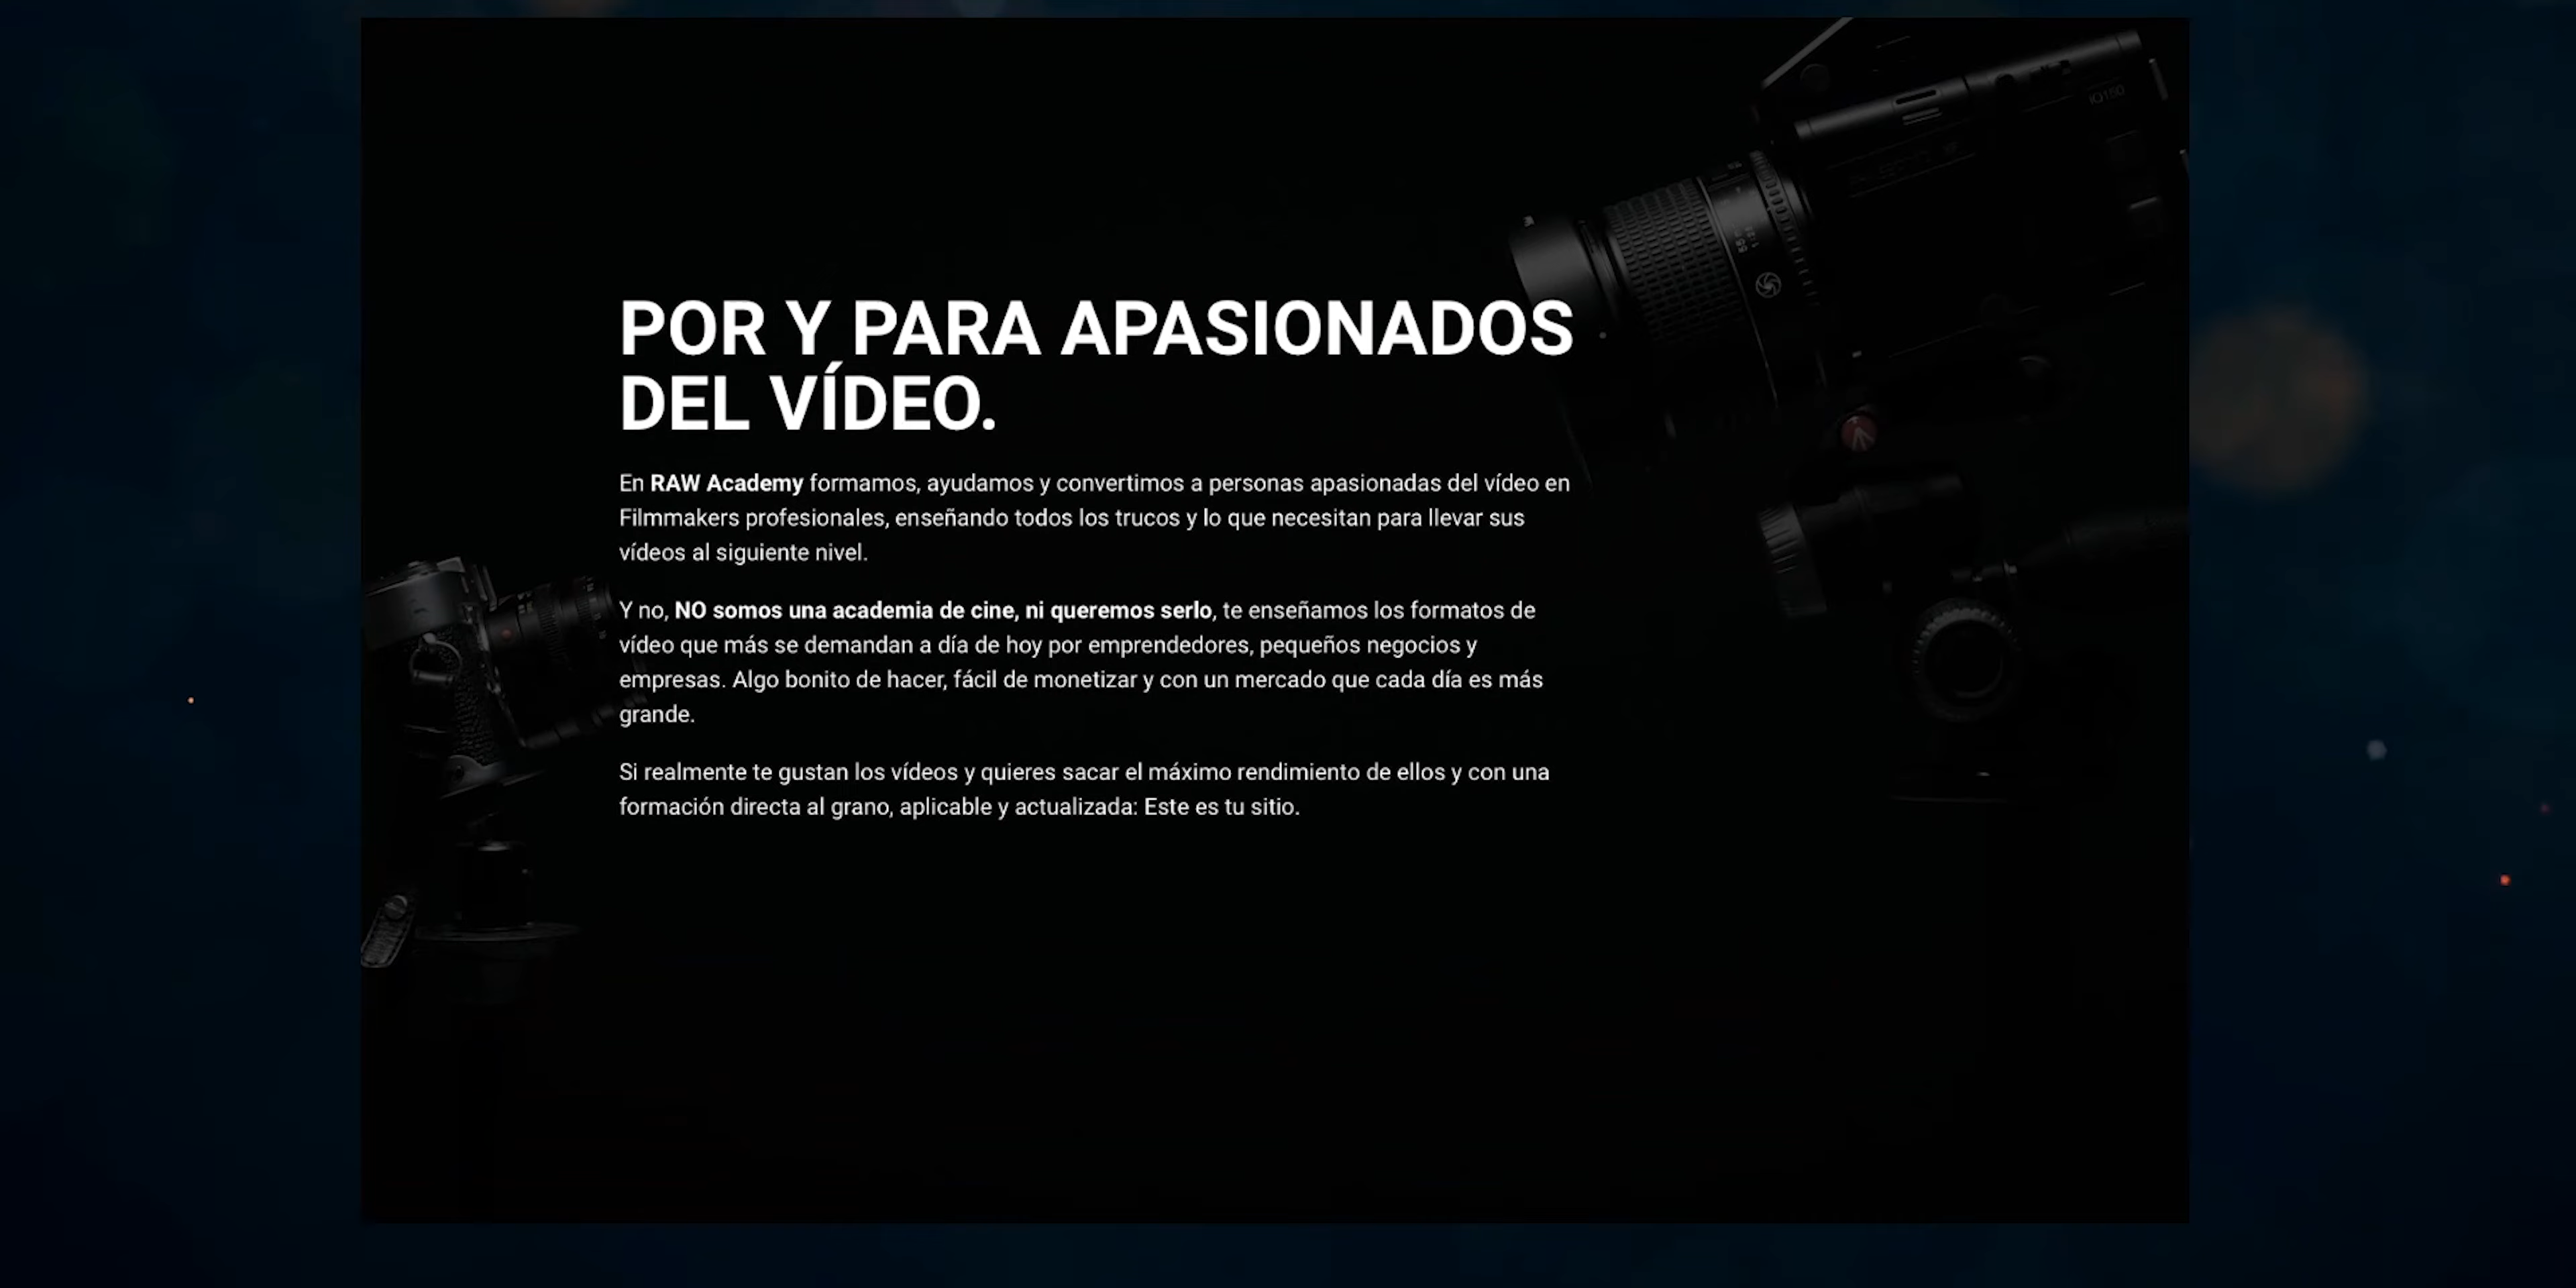 POR Y PARA APASIONADOS
DEL VÍDEO.
En RAW Academy formamos, ayudamos y convertimos a personas apasionadas del vídeo en
Filmmakers profesionales, enseñando todos los trucos y lo que necesitan para llevar sus
vídeos al siguiente nivel.
Y no, NO somos una academia de cine, ni queremos serlo, te enseñamos los formatos de
vídeo que más se demandan a día de hoy por emprendedores, pequeños negocios y
empresas. Algo bonito de hacer, fácil de monetizar y con un mercado que cada día es más
grande.
Si realmente te gustan los vídeos y quieres sacar el máximo rendimiento de ellos y con una
formación directa al grano, aplicable y actualizada: Este es tu sitio.
IQ180